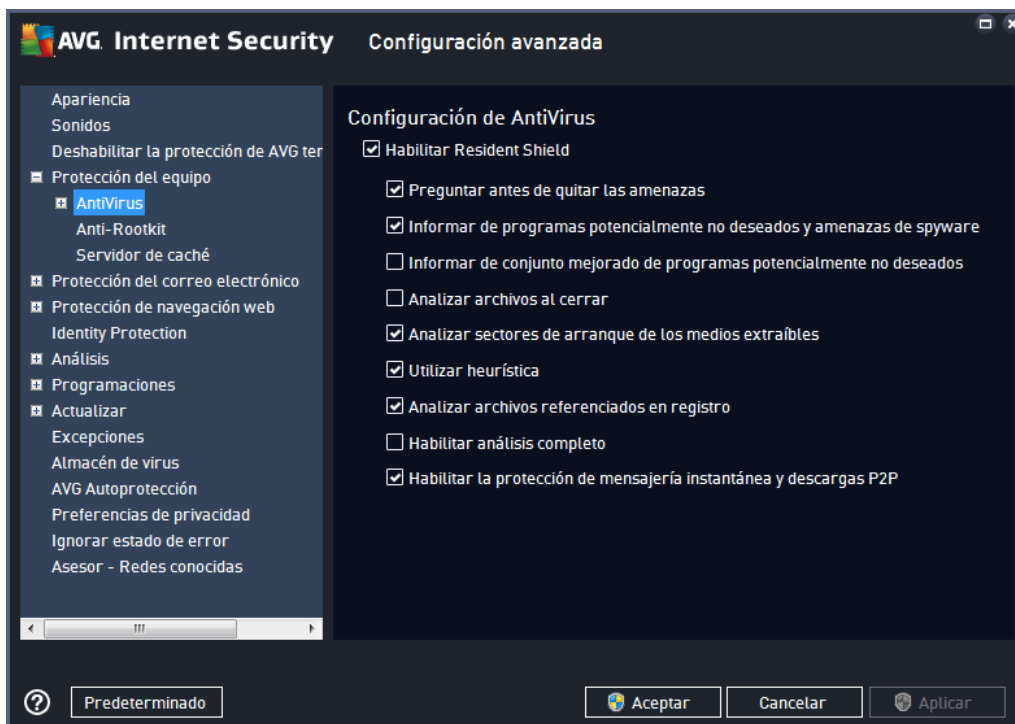 AVG. Internet Security
Configuración avanzada
Apariencia
Sonidos
Deshabilitar la protección de AVG ter
Protección del equipo
AntiVirus
Anti-Rootkit
Servidor de caché
Protección del correo electrónico
Protección de navegación web
Identity Protection
Análisis
Programaciones
Actualizar
Excepciones
Almacén de virus
AVG Autoprotección
Preferencias de privacidad
Ignorar estado de error
Asesor - Redes conocidas
Configuración de AntiVirus
Habilitar Resident Shield
Preguntar antes de quitar las amenazas
Informar de programas potencialmente no deseados y amenazas de spyware
Informar de conjunto mejorado de programas potencialmente no deseados
Analizar archivos al cerrar
Analizar sectores de arranque de los medios extraíbles
Utilizar heurística
Analizar archivos referenciados en registro
Habilitar análisis completo
Habilitar la protección de mensajería instantánea y descargas P2P
Predeterminado
Aceptar
Cancelar
Aplicar